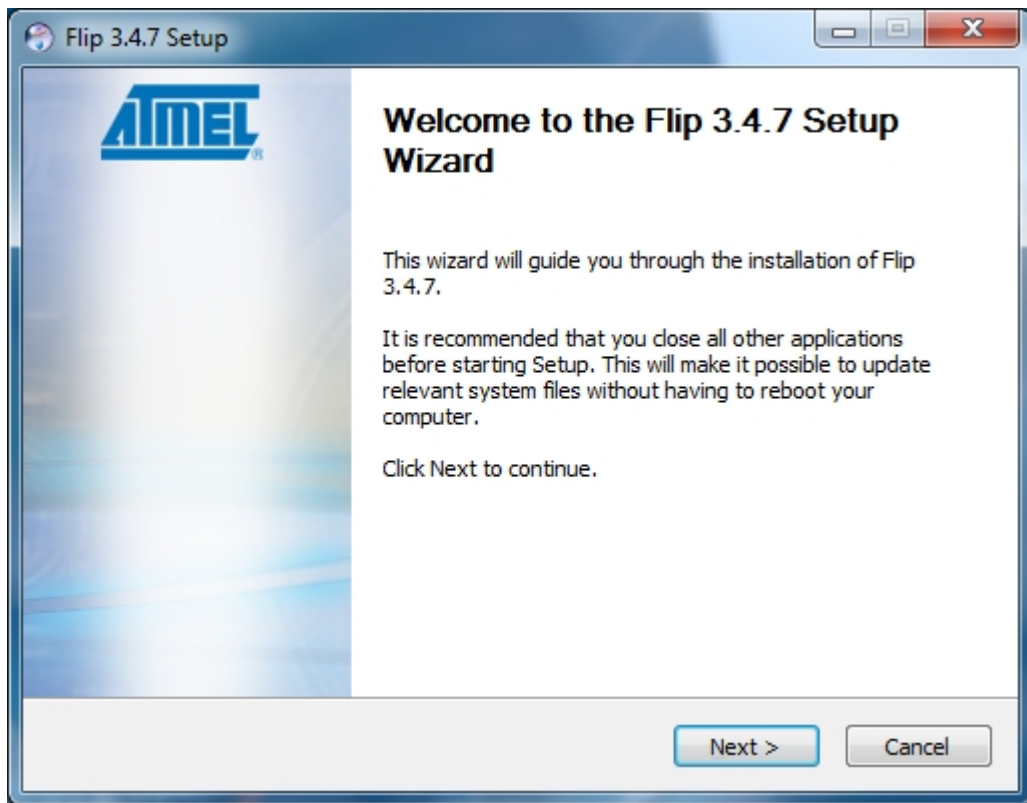 Flip 3.4.7 Setup
ATMEL
®
Welcome to the Flip 3.4.7 Setup
Wizard
This wizard will guide you through the installation of Flip
3.4.7.
It is recommended that you close all other applications
before starting Setup. This will make it possible to update
relevant system files without having to reboot your
computer.
Click Next to continue.
Next >
Cancel